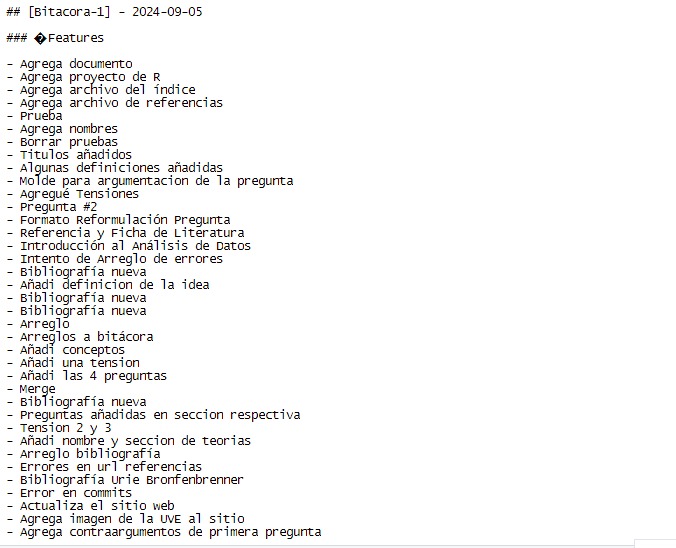 ## [Bitacora-1] - 2024-09-05
### �Features
- Agrega documento
- Agrega proyecto de R
- Agrega archivo del índice
- Agrega archivo de referencias
- Prueba
- Agrega nombres
- Borrar pruebas
- Titulos añadidos
- Algunas definiciones añadidas
- Molde para argumentacion de la pregunta
- Agregué Tensiones
- Pregunta #2
- Formato Reformulación Pregunta
- Referencia y Ficha de Literatura
- Introducción al Análisis de Datos
- Intento de Arreglo de errores
- Bibliografía nueva
- Añadi definicion de la idea
- Bibliografía nueva
- Bibliografía nueva
- Arreglo
- Arreglos a bitácora
- Añadí conceptos
- Añadi una tension
- Añadi las 4 preguntas
- Merge
- Bibliografía nueva
- Preguntas añadidas en seccion respectiva
- Tension 2 y 3
- Añadi nombre y seccion de teorias
- Arreglo bibliografía
- Errores en url referencias
- Bibliografía Urie Bronfenbrenner
- Error en commits
- Actualiza el sitio web
- Agrega imagen de la UVE al sitio
- Agrega contraargumentos de primera pregunta